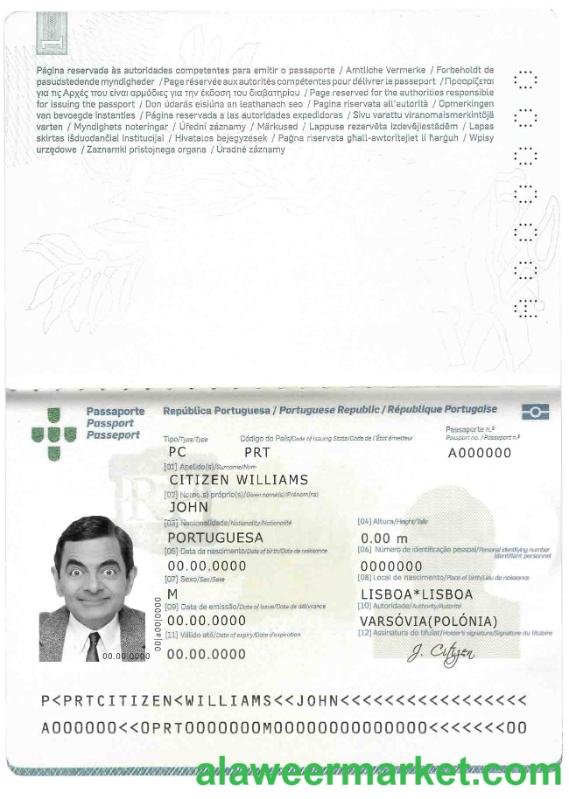 Página reservada às autoridades competentes para emitir o passaporte / Amtliche Vermerke / Forbeholdt de
pasudstedende myndigheder / Page réservée aux autorités compétentes pour délivrer le passeport / Προορίζεται
για τις Αρχές που είναι αρμόδιες για την έκδοση του διαβατηρίου / Page reserved for the authorities responsible
for issuing the passport / Don údarás eisiúna an leathanach seo / Pagina riservata all'autorità / Opmerkingen
van bevoegde instanties / Página reservada a las autoridades expedidoras / Sivu varattu viranomaismerkintöjä
varten / Myndighets noteringar / Úřední záznamy / Märkused / Lappuse rezervēta izdevējiestādēm / Lapas
skirtas išduodančiai institucijai / Hivatalos bejegyzések / Paġna riservata għall-awtoritajiet li ħarġuh / Wpisy
urzędowe / Zaznamki pristojnega organa / Úradné záznamy
Passaporte
Passport
Passeport
República Portuguesa / Portuguese Republic / République Portugaise
Tipo/Type/Type
Código do País/Code of issuing State/Code de l'État émetteur
Passaporte n.º
Passport no. / Passeport n.º
PC
PRT
A000000
[01] Apelido(s)/Surname/Nom
CITIZEN WILLIAMS
[02] Nome(s) próprio(s)/Given name(s)/Prénom(s)
JOHN
[03] Nacionalidade/Nationality/Nationalité
PORTUGUESA
[04] Altura/Height/Taille
0.00 m
[05] Data de nascimento/Date of birth/Date de naissance
00.00.0000
[06] Número de identificação pessoal/Personal identifying number
Identifiant personnel
0000000
[07] Sexo/Sex/Sexe
M
[08] Local de nascimento/Place of birth/Lieu de naissance
LISBOA*LISBOA
[09] Data de emissão/Date of issue/Date de délivrance
00.00.0000
[10] Autoridade/Authority/Autorité
VARSÓVIA(POLÓNIA)
[11] Válido até/Date of expiry/Date d'expiration
00.00.0000
[12] Assinatura do titular/Holder's signature/Signature du titulaire
J. Citizen
00.00.0000
00|a00|0000
P<PRTCITIZEN<WILLIAMS<<JOHN<<<<<<<<<<<<<<<<<
A000000<<0PRT0000000M00000000000000<<<<<<<00
alaweermarket.com